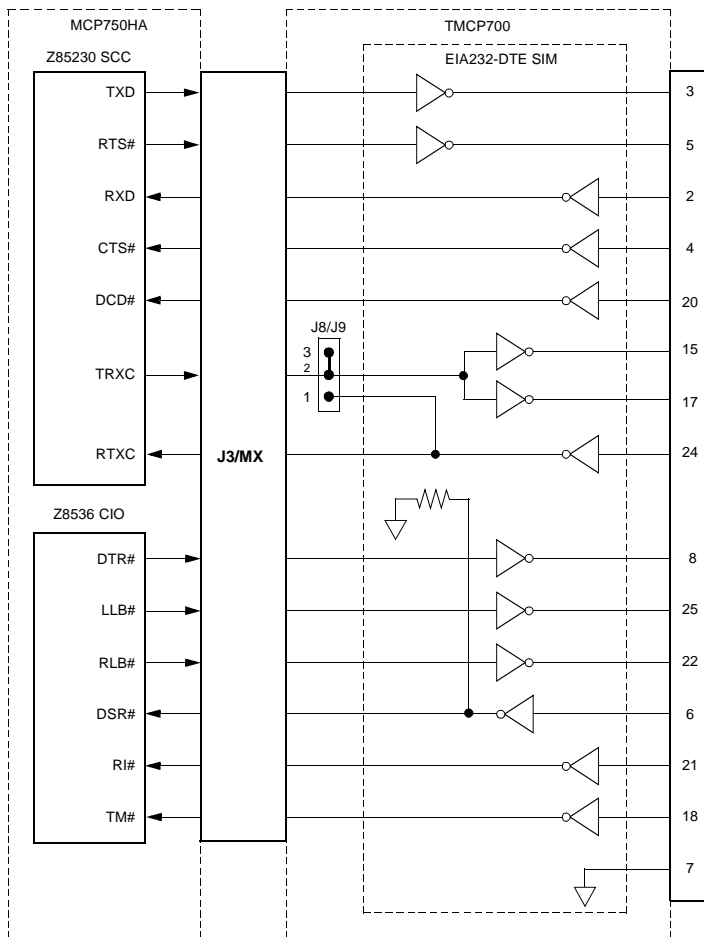 MCP750HA
TMCP700
Z85230 SCC
EIA232-DTE SIM
TXD
3
RTS#
5
RXD
2
CTS#
4
DCD#
20
J8/J9
3
15
TRXC
2
1
17
RTXC
J3/MX
24
Z8536 CIO
DTR#
8
LLB#
25
RLB#
22
DSR#
6
RI#
21
TM#
18
7